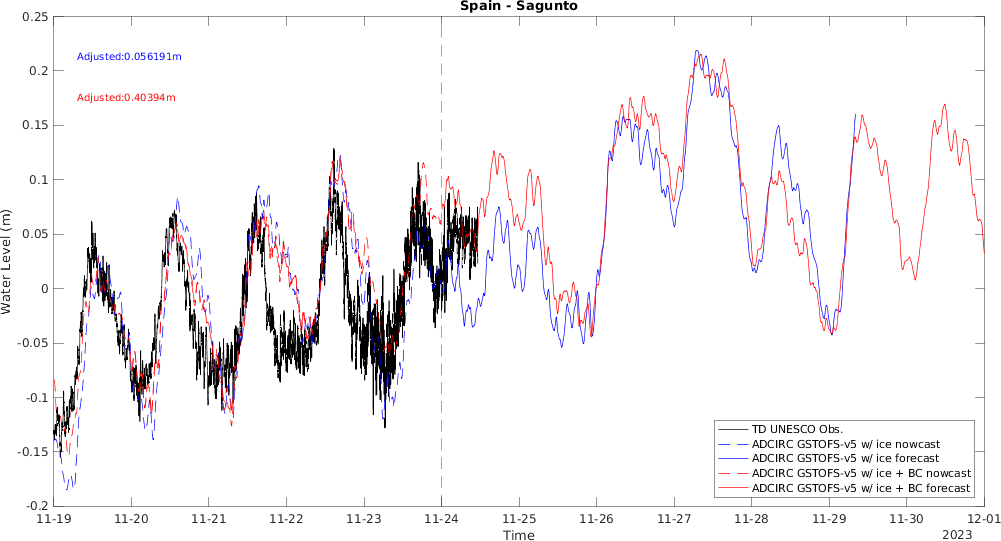 Spain - Sagunto
0.25
0.2
0.15
0.1
0.05
0
-0.05
-0.1
-0.15
-0.2
Water Level (m)
Adjusted:0.056191m
Adjusted:0.40394m
TD UNESCO Obs.
ADCIRC GSTOFS-v5 w/ ice nowcast
ADCIRC GSTOFS-v5 w/ ice forecast
ADCIRC GSTOFS-v5 w/ ice + BC nowcast
ADCIRC GSTOFS-v5 w/ ice + BC forecast
11-19 11-20 11-21 11-22 11-23 11-24 11-25 11-26 11-27 11-28 11-29 11-30 12-01
Time
2023